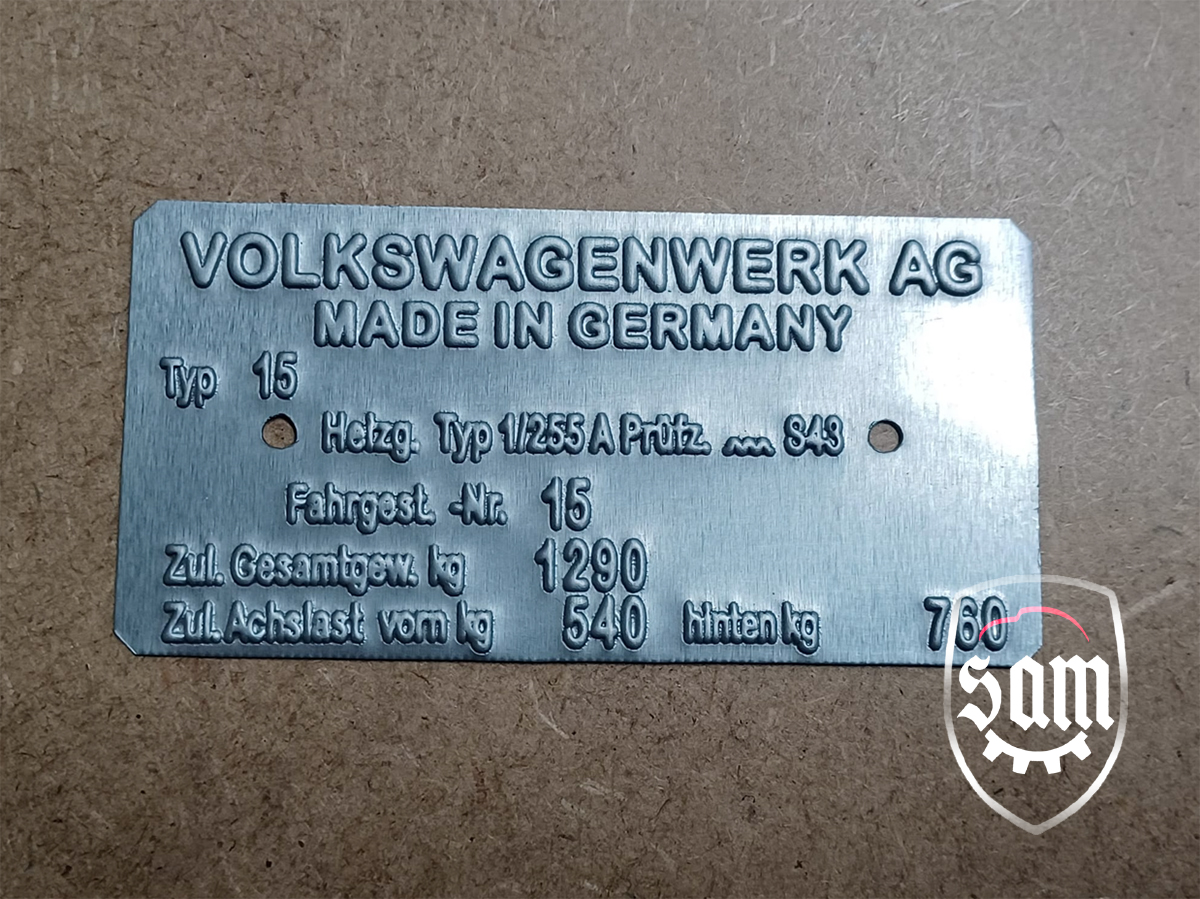 VOLKSWAGENWERK AG
MADE IN GERMANY
Typ 15
Heizg. Typ 1/255 A Prüfz. S43
Fahrgest. -Nr. 15
Zul. Gesamtgew. kg 1290
Zul. Achslast vorn kg 540 hinten kg 760
sam